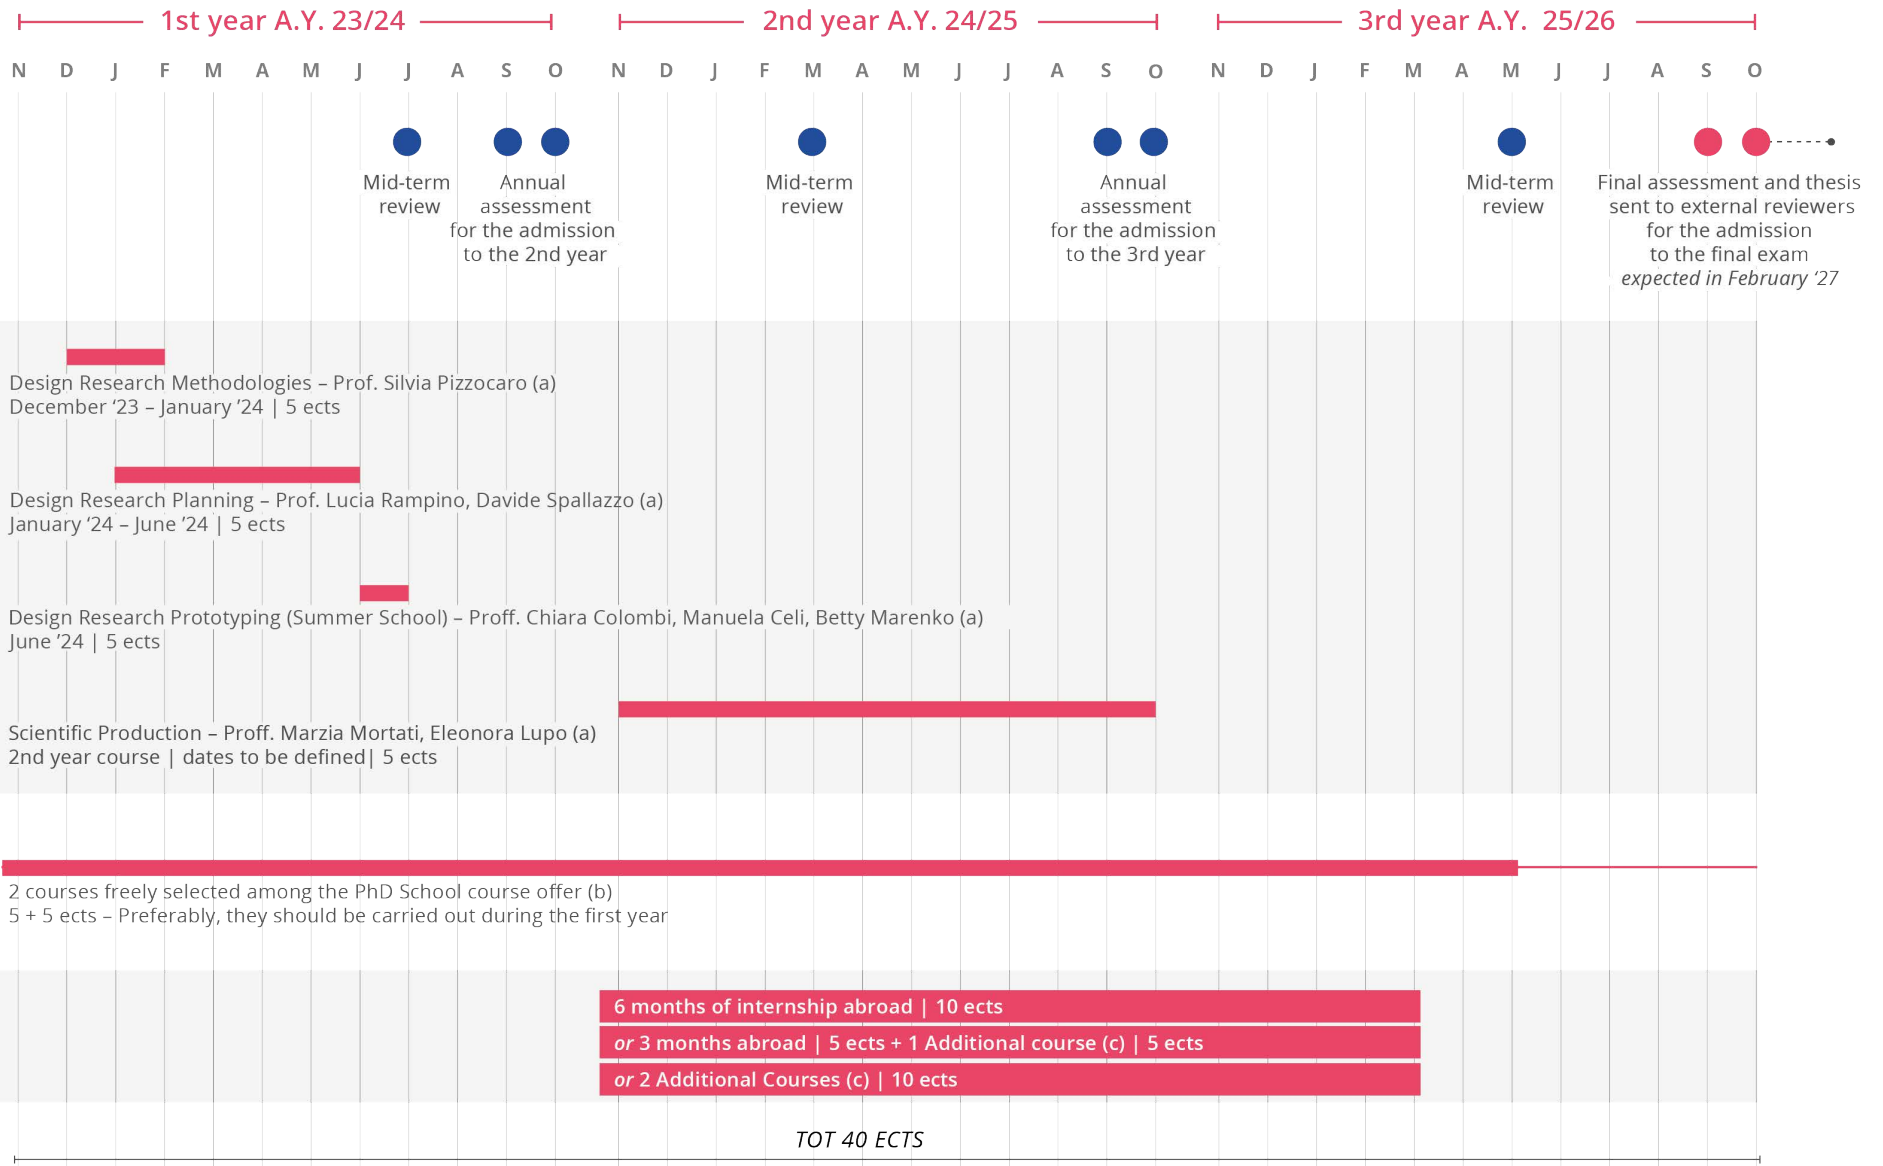 1st year A.Y. 23/24 2nd year A.Y. 24/25 3rd year A.Y. 25/26
N D J F M A M J J A S O N D J F M A M J J A S O N D J F M A M J J A S O
Mid-term
review
Annual
assessment
for the admission
to the 2nd year
Mid-term
review
Annual
assessment
for the admission
to the 3rd year
Mid-term
review
Final assessment and thesis
sent to external reviewers
for the admission
to the final exam
expected in February ‘27
Design Research Methodologies – Prof. Silvia Pizzocaro (a)
December ‘23 – January ’24 | 5 ects
Design Research Planning – Prof. Lucia Rampino, Davide Spallazzo (a)
January ‘24 – June ’24 | 5 ects
Design Research Prototyping (Summer School) – Proff. Chiara Colombi, Manuela Celi, Betty Marenko (a)
June ’24 | 5 ects
Scientific Production – Proff. Marzia Mortati, Eleonora Lupo (a)
2nd year course | dates to be defined| 5 ects
2 courses freely selected among the PhD School course offer (b)
5 + 5 ects – Preferably, they should be carried out during the first year
6 months of internship abroad | 10 ects
or 3 months abroad | 5 ects + 1 Additional course (c) | 5 ects
or 2 Additional Courses (c) | 10 ects
TOT 40 ECTS